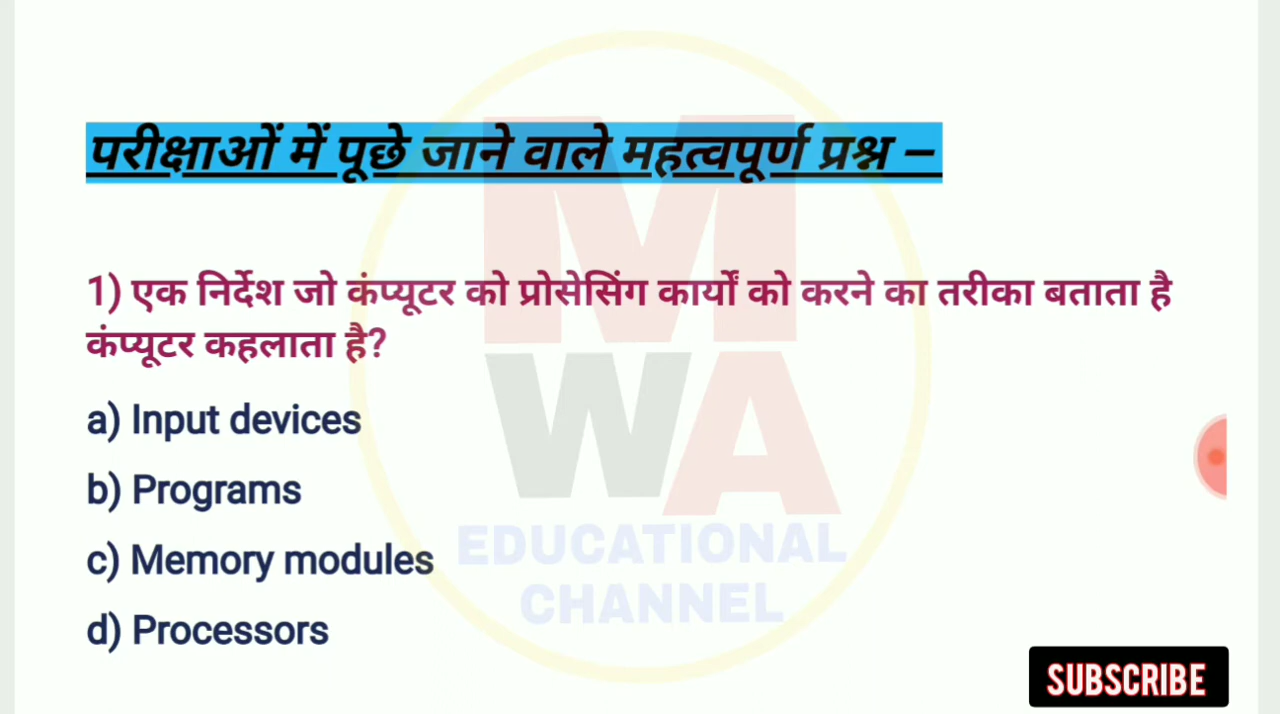 परीक्षाओं में पूछे जाने वाले महत्वपूर्ण प्रश्न –
1) एक निर्देश जो कंप्यूटर को प्रोसेसिंग कार्यों को करने का तरीका बताता है
कंप्यूटर कहलाता है?
a) Input devices
b) Programs
c) Memory modules
d) Processors
M
WA
EDUCATIONAL
CHANNEL
SUBSCRIBE